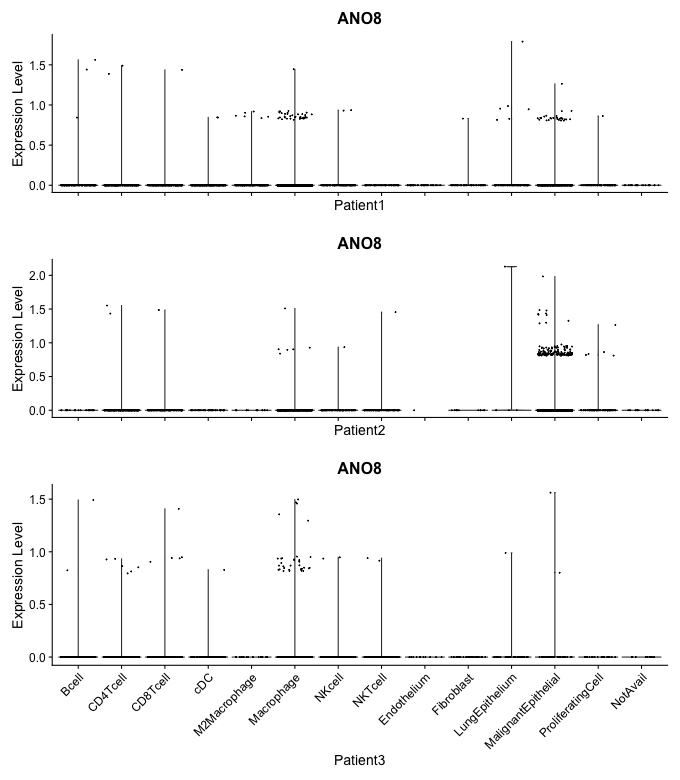 ANO8
Expression Level
1.5
1.0
0.5
0.0
Patient1
ANO8
Expression Level
2.0
1.5
1.0
0.5
0.0
Patient2
ANO8
Expression Level
1.5
1.0
0.5
0.0
Bcell
CD4Tcell
CD8Tcell
cDC
M2Macrophage
Macrophage
NKcell
NKTcell
Endothelium
Fibroblast
LungEpithelium
MalignantEpithelial
ProliferatingCell
NotAvail
Patient3